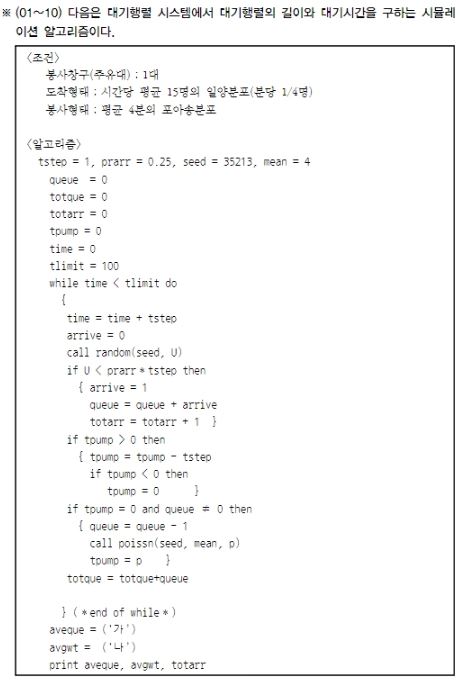 ※ (01~10) 다음은 대기행렬 시스템에서 대기행렬의 길이와 대기시간을 구하는 시뮬레
이션 알고리즘이다.
<조건>
봉사창구(주유대) : 1대
도착형태 : 시간당 평균 15명의 일양분포(분당 1/4명)
봉사형태 : 평균 4분의 포아송분포
<알고리즘>
tstep = 1, prarr = 0.25, seed = 35213, mean = 4
queue = 0
totque = 0
totarr = 0
tpump = 0
time = 0
tlimit = 100
while time < tlimit do
{
time = time + tstep
arrive = 0
call random(seed, U)
if U < prarr * tstep then
{ arrive = 1
queue = queue + arrive
totarr = totarr + 1 }
if tpump > 0 then
{ tpump = tpump - tstep
if tpump < 0 then
tpump = 0 }
if tpump = 0 and queue ≠ 0 then
{ queue = queue - 1
call poissn(seed, mean, p)
tpump = p }
totque = totque+queue
} (*end of while*)
aveque = ('가')
avgwt = ('나')
print aveque, avgwt, totarr